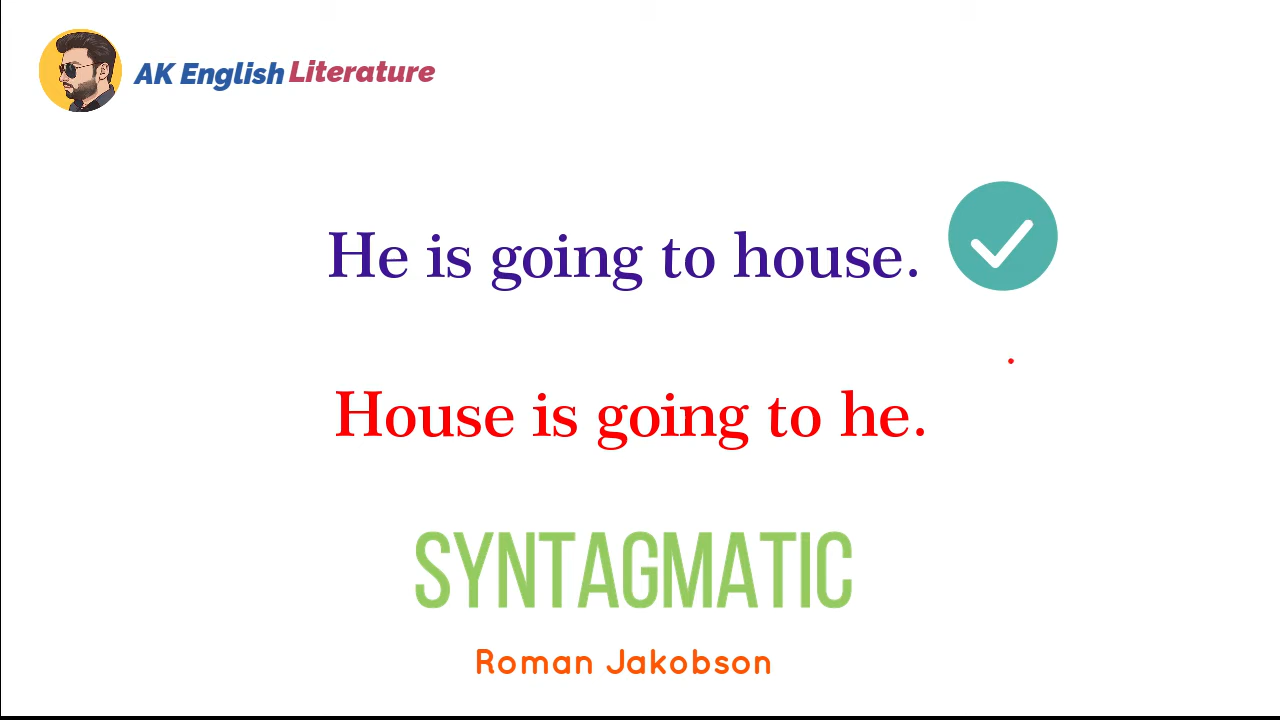 AK English Literature
He is going to house.
House is going to he.
SYNTAGMATIC
Roman Jakobson